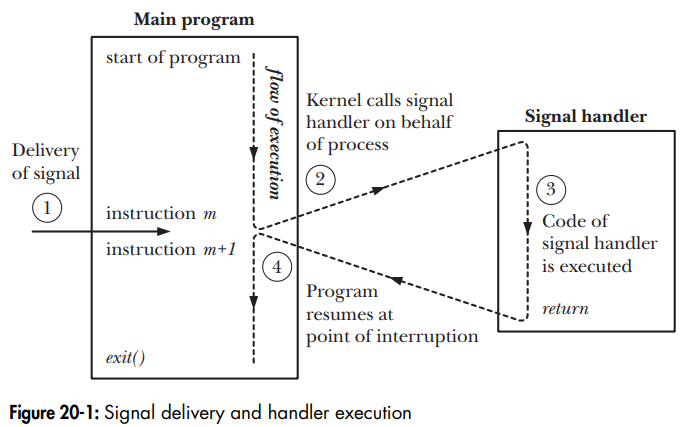 Main program
start of program
flow of execution
Kernel calls signal
handler on behalf
of process
2
Signal handler
Delivery
of signal
1
3
Code of
signal handler
is executed
instruction m
instruction m+1
4
Program
resumes at
point of interruption
return
exit()
Figure 20-1: Signal delivery and handler execution